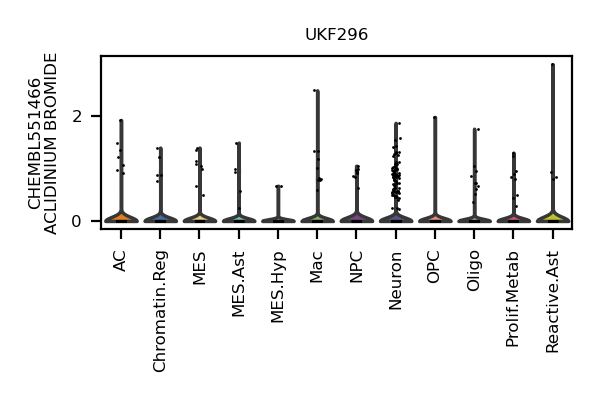 UKF296
CHEMBL551466
ACLIDINIUM BROMIDE
2
0
AC
Chromatin.Reg
MES
MES.Ast
MES.Hyp
Mac
NPC
Neuron
OPC
Oligo
Prolif.Metab
Reactive.Ast